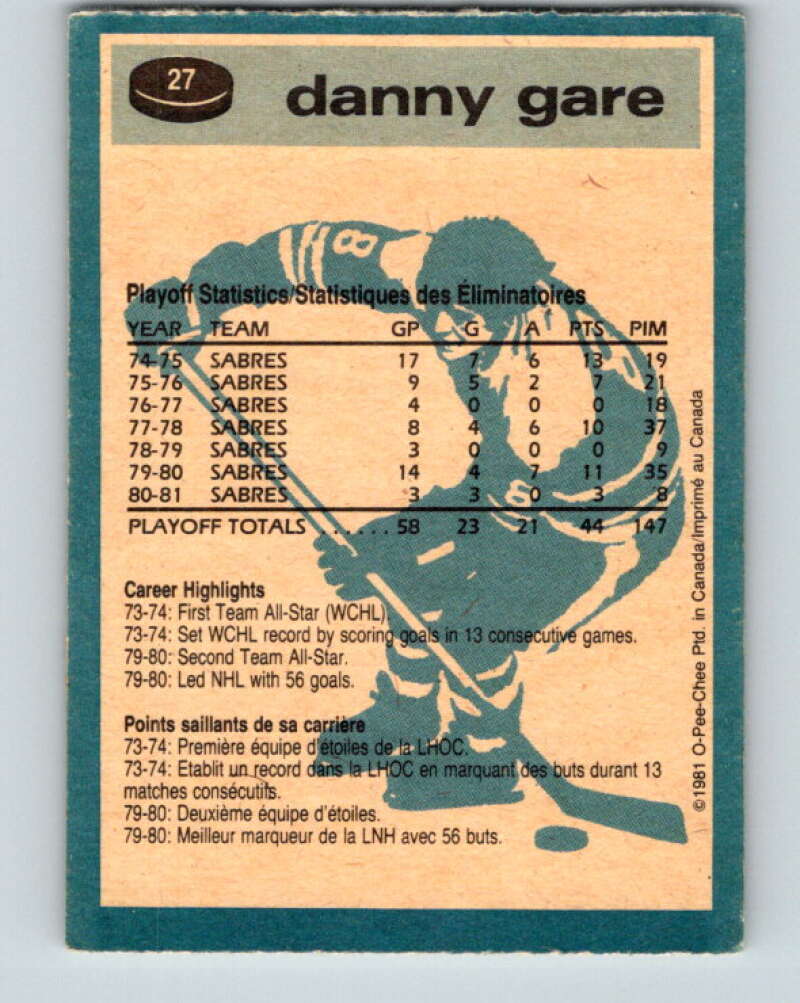 27
danny gare
8
Playoff Statistics/Statistiques des Éliminatoires
YEAR TEAM GP G A PTS PIM
74-75 SABRES 17 7 6 13 19
75-76 SABRES 9 5 2 7 21
76-77 SABRES 4 0 0 0 18
77-78 SABRES 8 4 6 10 37
78-79 SABRES 3 0 0 0 9
79-80 SABRES 14 4 7 11 35
80-81 SABRES 3 3 0 3 8
PLAYOFF TOTALS ...... 58 23 21 44 147
8
Career Highlights
73-74: First Team All-Star (WCHL).
73-74: Set WCHL record by scoring goals in 13 consecutive games.
79-80: Second Team All-Star.
79-80: Led NHL with 56 goals.
Points saillants de sa carrière
73-74: Première équipe d'étoiles de la LHOC.
73-74: Etablit un record dans la LHOC en marquant des buts durant 13
matches consécutifs.
79-80: Deuxième équipe d'étoiles.
79-80: Meilleur marqueur de la LNH avec 56 buts.
©1981 O-Pee-Chee Ptd. in Canada/Imprimé au Canada